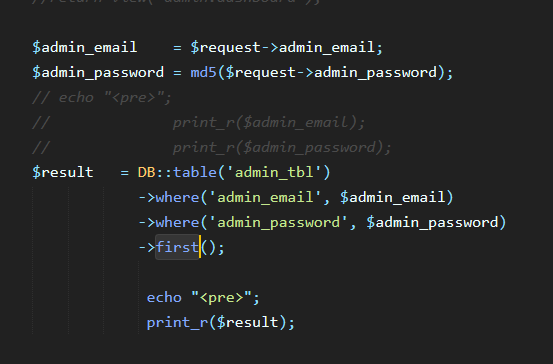 //return view('admin.dashboard');
$admin_email    = $request->admin_email;
$admin_password = md5($request->admin_password);
// echo "<pre>";
//             print_r($admin_email);
//             print_r($admin_password);
$result   = DB::table('admin_tbl')
            ->where('admin_email', $admin_email)
            ->where('admin_password', $admin_password)
            ->first();
             echo "<pre>";
             print_r($result);